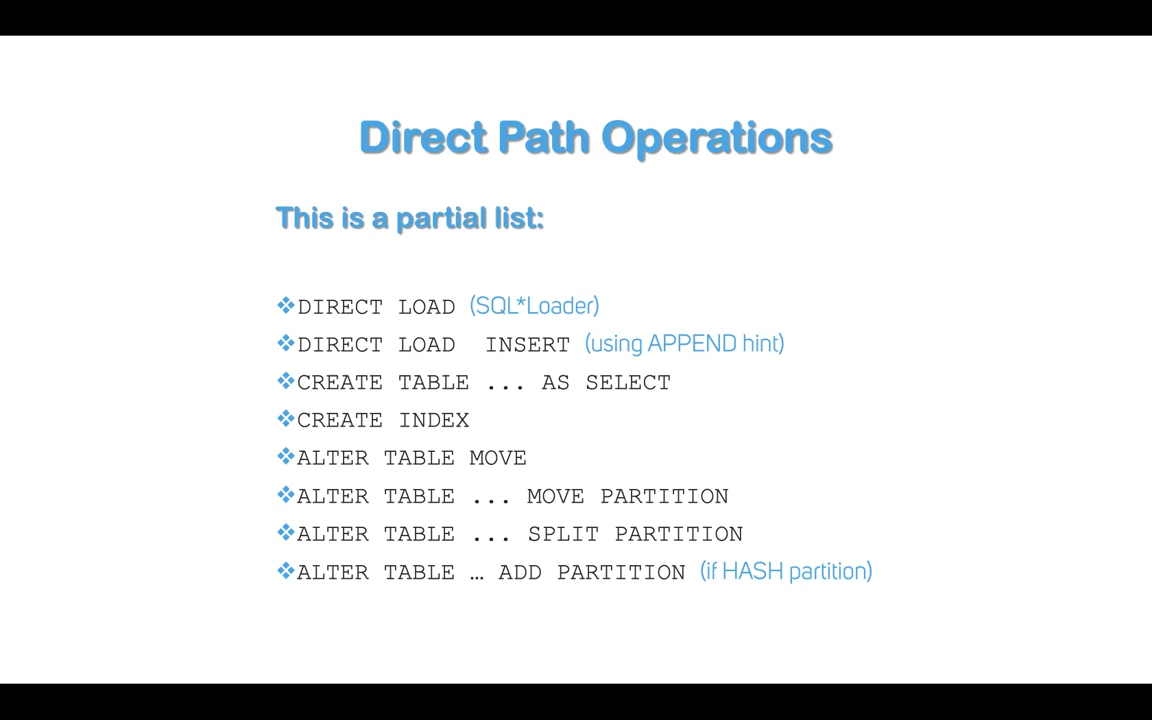 Direct Path Operations
This is a partial list:
❖DIRECT LOAD (SQL*Loader)
❖DIRECT LOAD  INSERT (using APPEND hint)
❖CREATE TABLE ... AS SELECT
❖CREATE INDEX
❖ALTER TABLE MOVE
❖ALTER TABLE ... MOVE PARTITION
❖ALTER TABLE ... SPLIT PARTITION
❖ALTER TABLE … ADD PARTITION (if HASH partition)